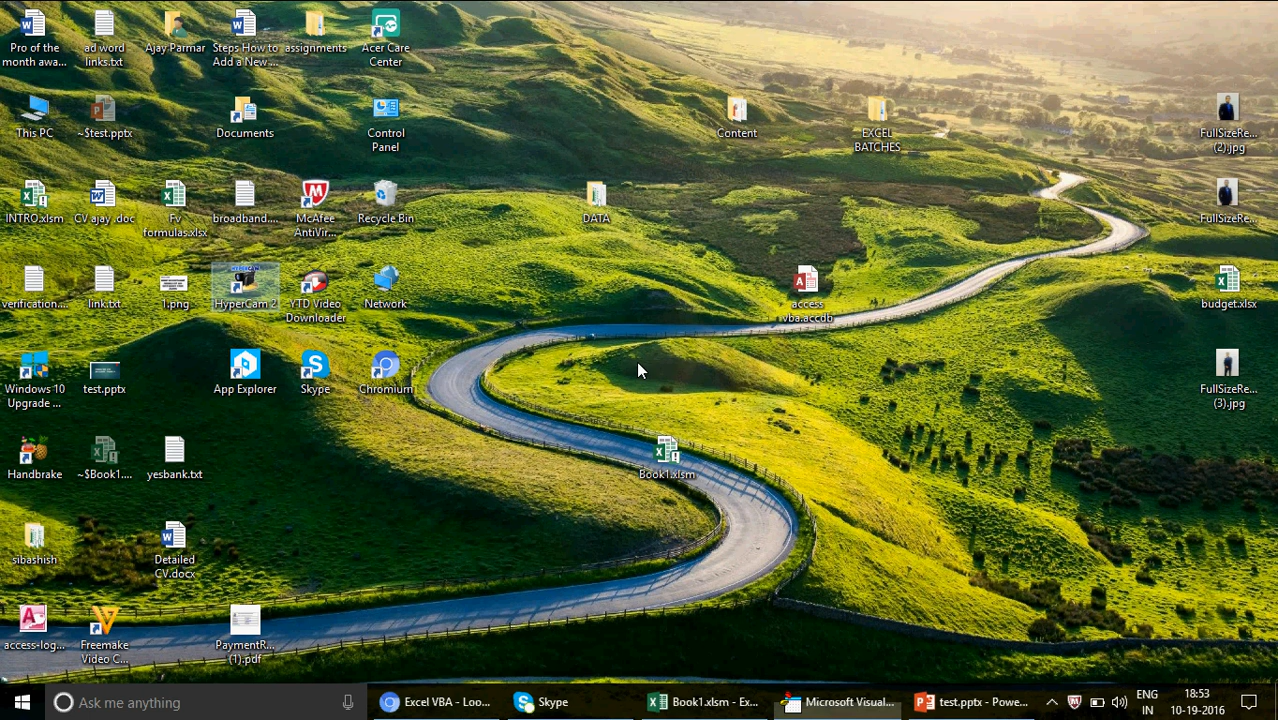 Pro of the
month awa...
ad word
links.txt
Ajay Parmar
Steps How to
Add a New ...
assignments
Acer Care
Center
This PC
~$test.pptx
Documents
Control
Panel
Content
EXCEL
BATCHES
FullSizeRe...
(2).jpg
INTRO.xlsm
CV ajay .doc
Fv
formulas.xlsx
broadband....
McAfee
AntiVir...
Recycle Bin
DATA
FullSizeRe...
verification....
link.txt
1.png
HYPERCAM
HyperCam 2
YTD Video
Downloader
Network
access
vba.accdb
budget.xlsx
Windows 10
Upgrade ...
test.pptx
App Explorer
Skype
Chromium
FullSizeRe...
(3).jpg
Handbrake
~$Book1....
yesbank.txt
Book1.xlsm
sibashish
Detailed
CV.docx
access-log...
Freemake
Video C...
PaymentR...
(1).pdf
Ask me anything
Excel VBA - Loo...
Skype
Book1.xlsm - Ex...
Microsoft Visual...
test.pptx - Powe...
ENG
IN
18:53
10-19-2016